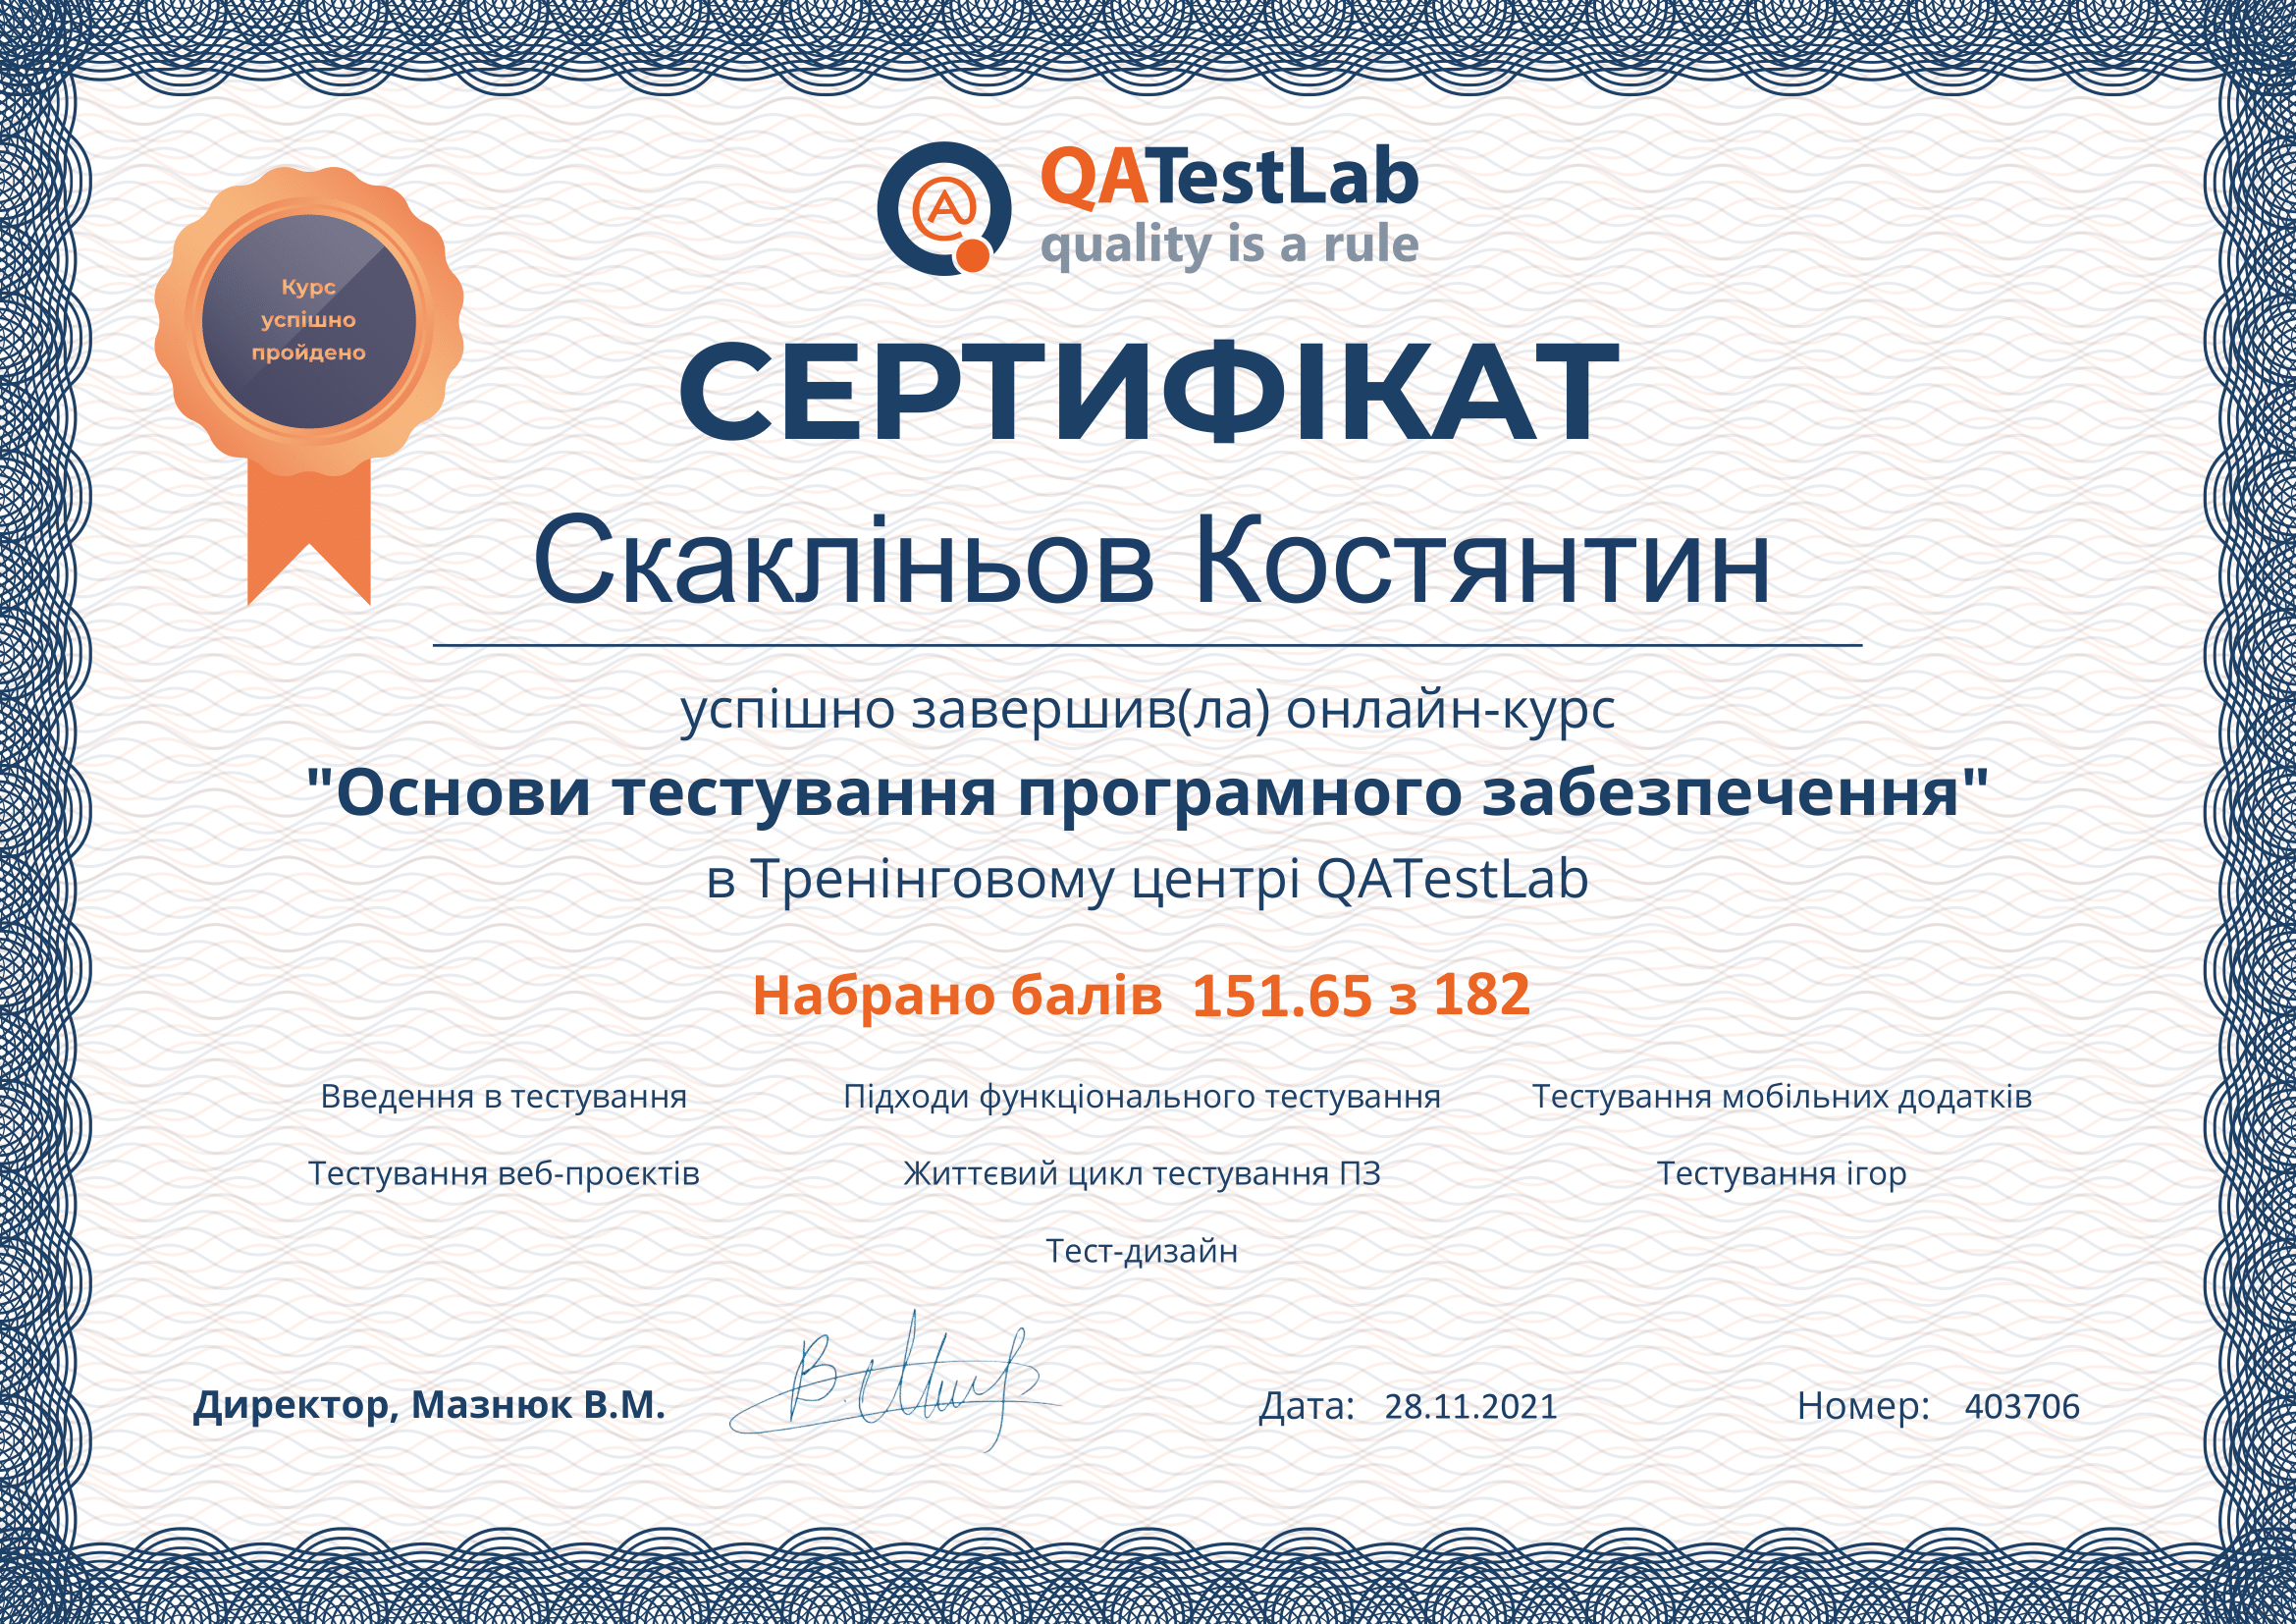 QATestLab
quality is a rule
Курс
успішно
пройдено
СЕРТИФІКАТ
Скакліньов Костянтин
успішно завершив(ла) онлайн-курс
"Основи тестування програмного забезпечення"
в Тренінговому центрі QATestLab
Набрано балів 151.65 з 182
Введення в тестування
Підходи функціонального тестування
Тестування мобільних додатків
Тестування веб-проєктів
Життєвий цикл тестування ПЗ
Тестування ігор
Тест-дизайн
Директор, Мазнюк В.М.
Дата: 28.11.2021
Номер: 403706